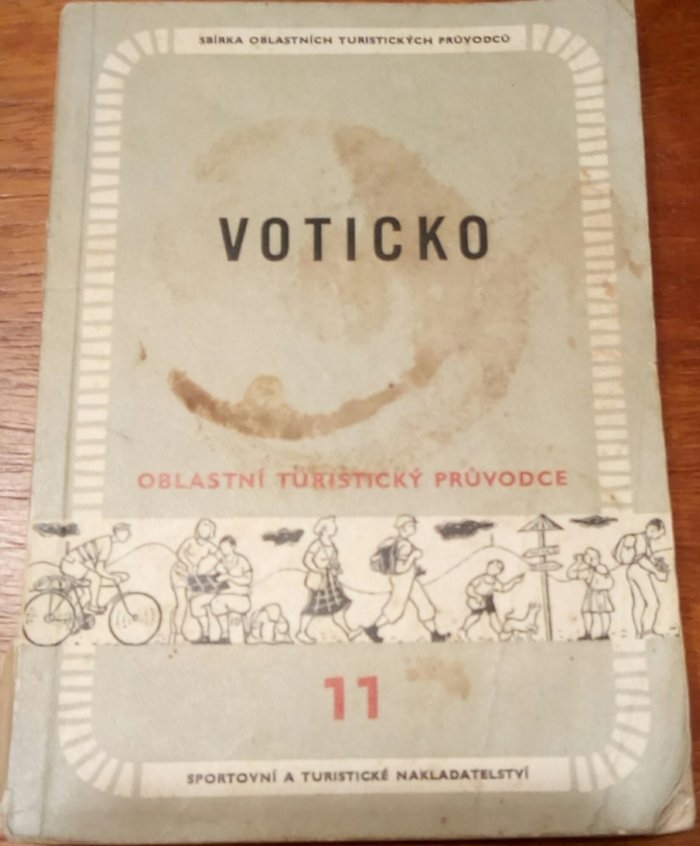 SBÍRKA OBLASTNÍCH TURISTICKÝCH PRŮVODCŮ
VOTICKO
OBLASTNÍ TURISTICKÝ PRŮVODCE
11
SPORTOVNÍ A TURISTICKÉ NAKLADATELSTVÍ